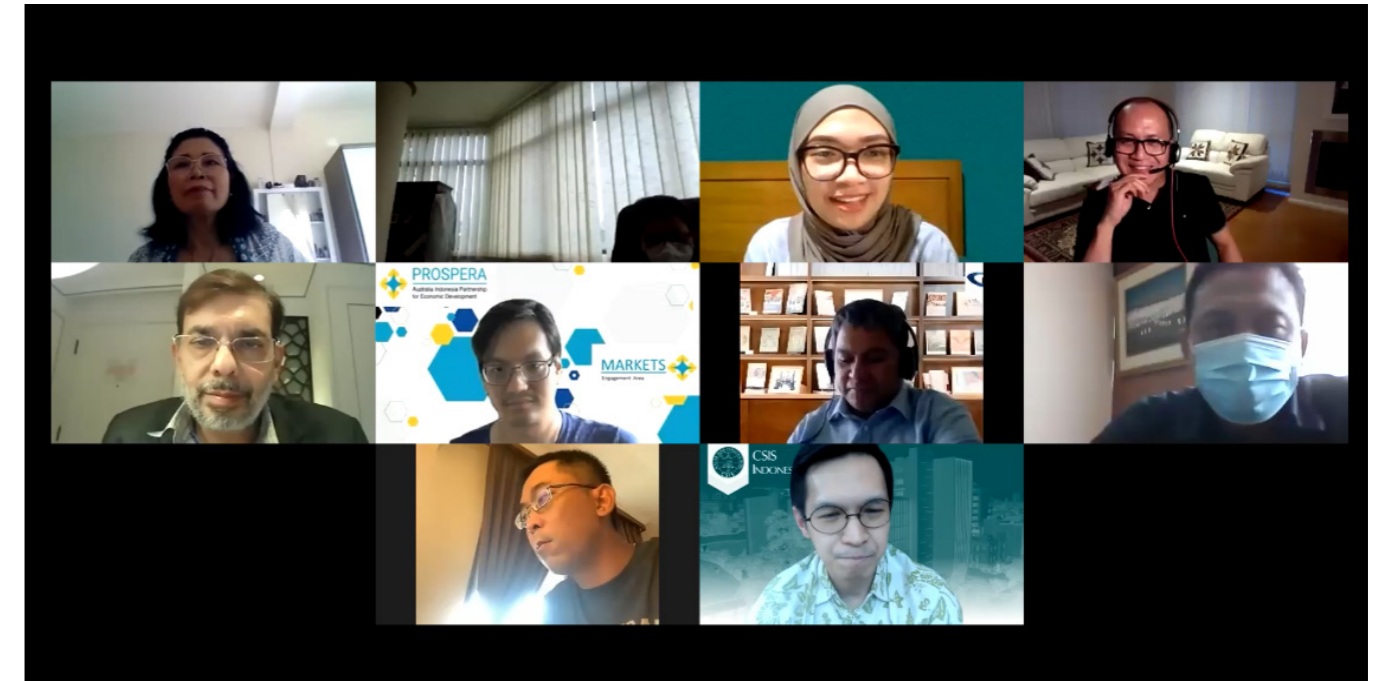 PROSPERA
Australia Indonesia Partnership
for Economic Development
MARKETS
Engagement Area
CSIS
INDONES